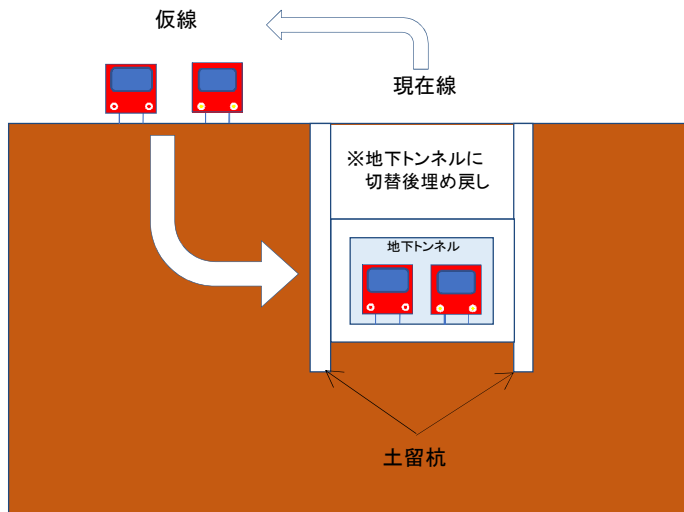 仮線
現在線
※地下トンネルに
切替後埋め戻し
地下トンネル
土留杭